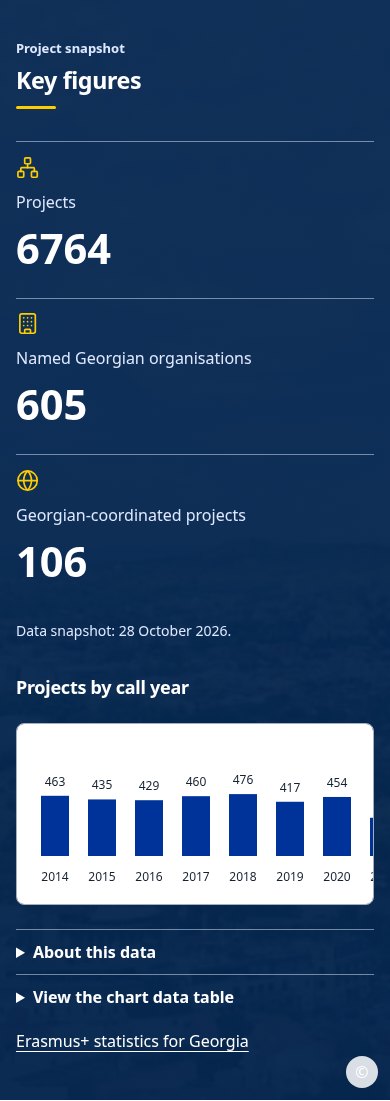 Project snapshot
Key figures
Projects
6764
Named Georgian organisations
605
Georgian-coordinated projects
106
Data snapshot: 28 October 2026.
Projects by call year
463 435 429 460 476 417 454
2014 2015 2016 2017 2018 2019 2020
About this data
View the chart data table
Erasmus+ statistics for Georgia
©